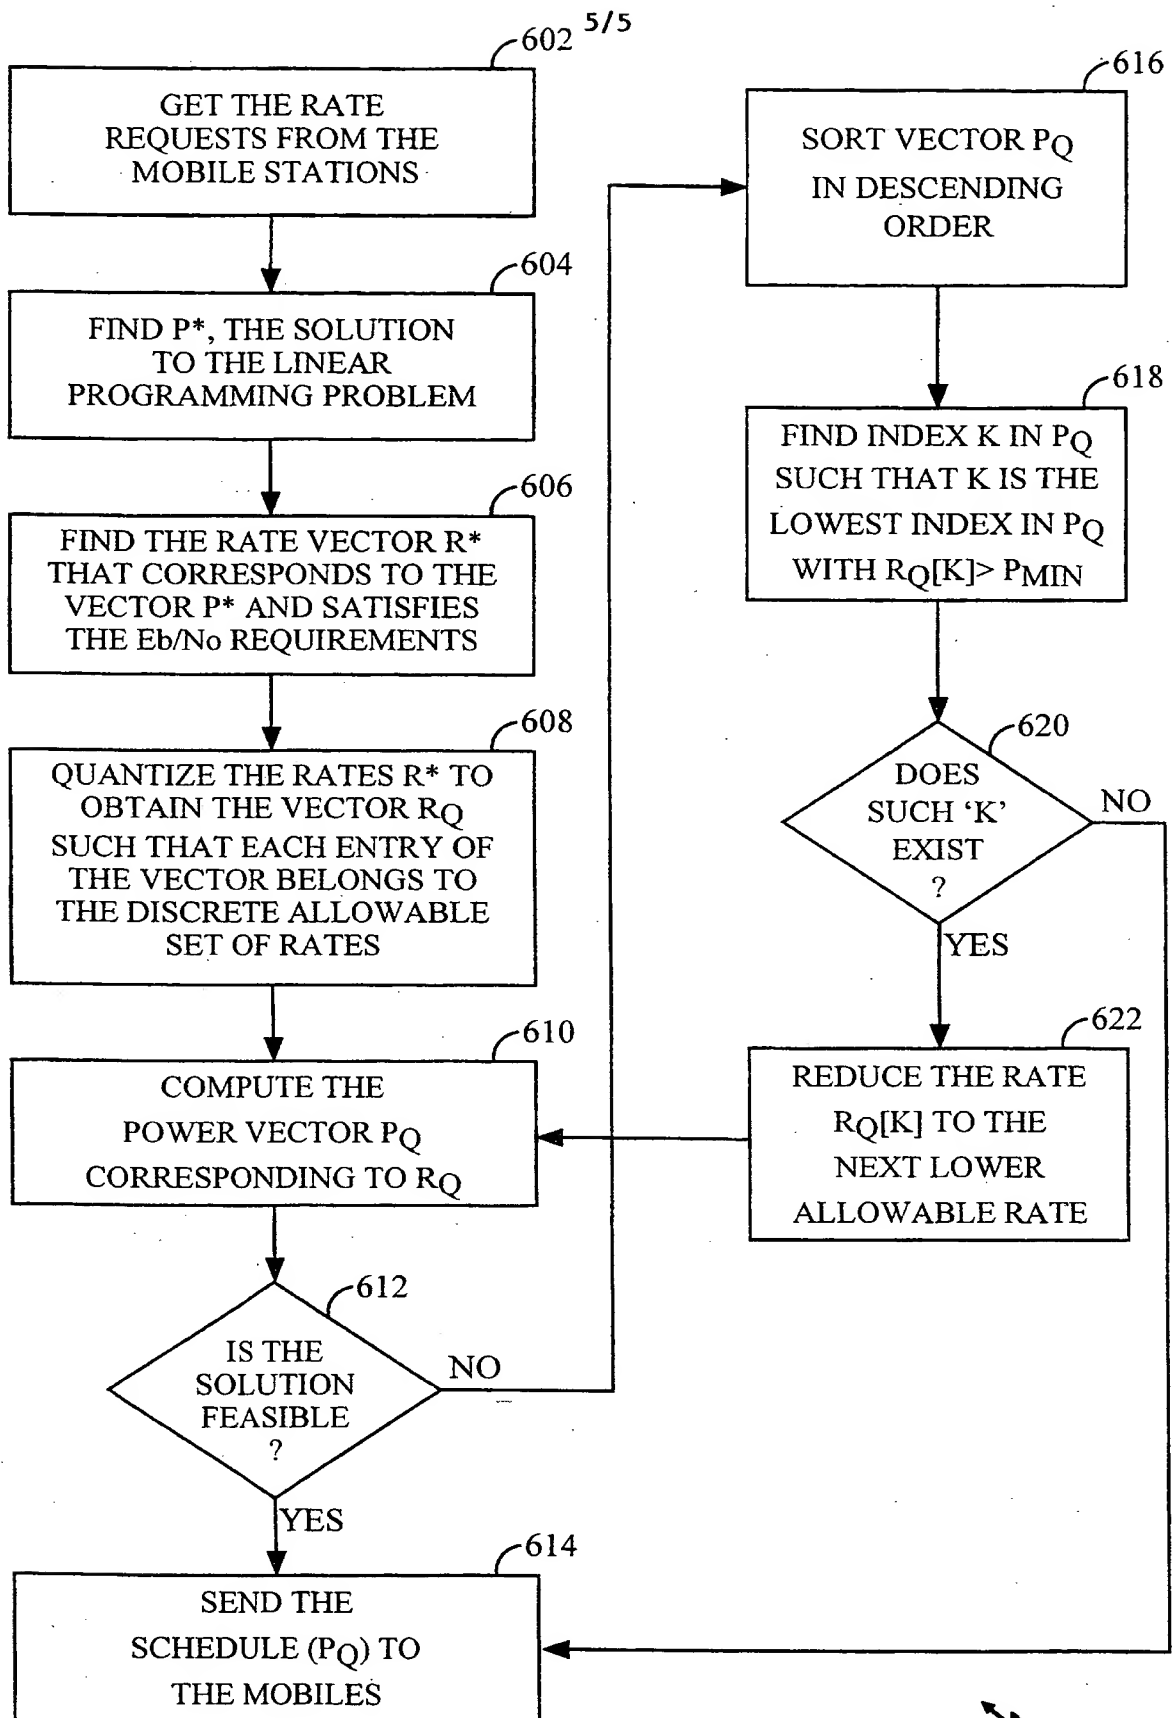 5/5
602
GET THE RATE
REQUESTS FROM THE
MOBILE STATIONS
604
FIND P*, THE SOLUTION
TO THE LINEAR
PROGRAMMING PROBLEM
606
FIND THE RATE VECTOR R*
THAT CORRESPONDS TO THE
VECTOR P* AND SATISFIES
THE Eb/No REQUIREMENTS
608
QUANTIZE THE RATES R* TO
OBTAIN THE VECTOR RQ
SUCH THAT EACH ENTRY OF
THE VECTOR BELONGS TO
THE DISCRETE ALLOWABLE
SET OF RATES
610
COMPUTE THE
POWER VECTOR PQ
CORRESPONDING TO RQ
612
IS THE
SOLUTION
FEASIBLE
?
NO
YES
614
SEND THE
SCHEDULE (PQ) TO
THE MOBILES
616
SORT VECTOR PQ
IN DESCENDING
ORDER
618
FIND INDEX K IN PQ
SUCH THAT K IS THE
LOWEST INDEX IN PQ
WITH RQ[K]> PMIN
620
DOES
SUCH ‘K’
EXIST
?
NO
YES
622
REDUCE THE RATE
RQ[K] TO THE
NEXT LOWER
ALLOWABLE RATE